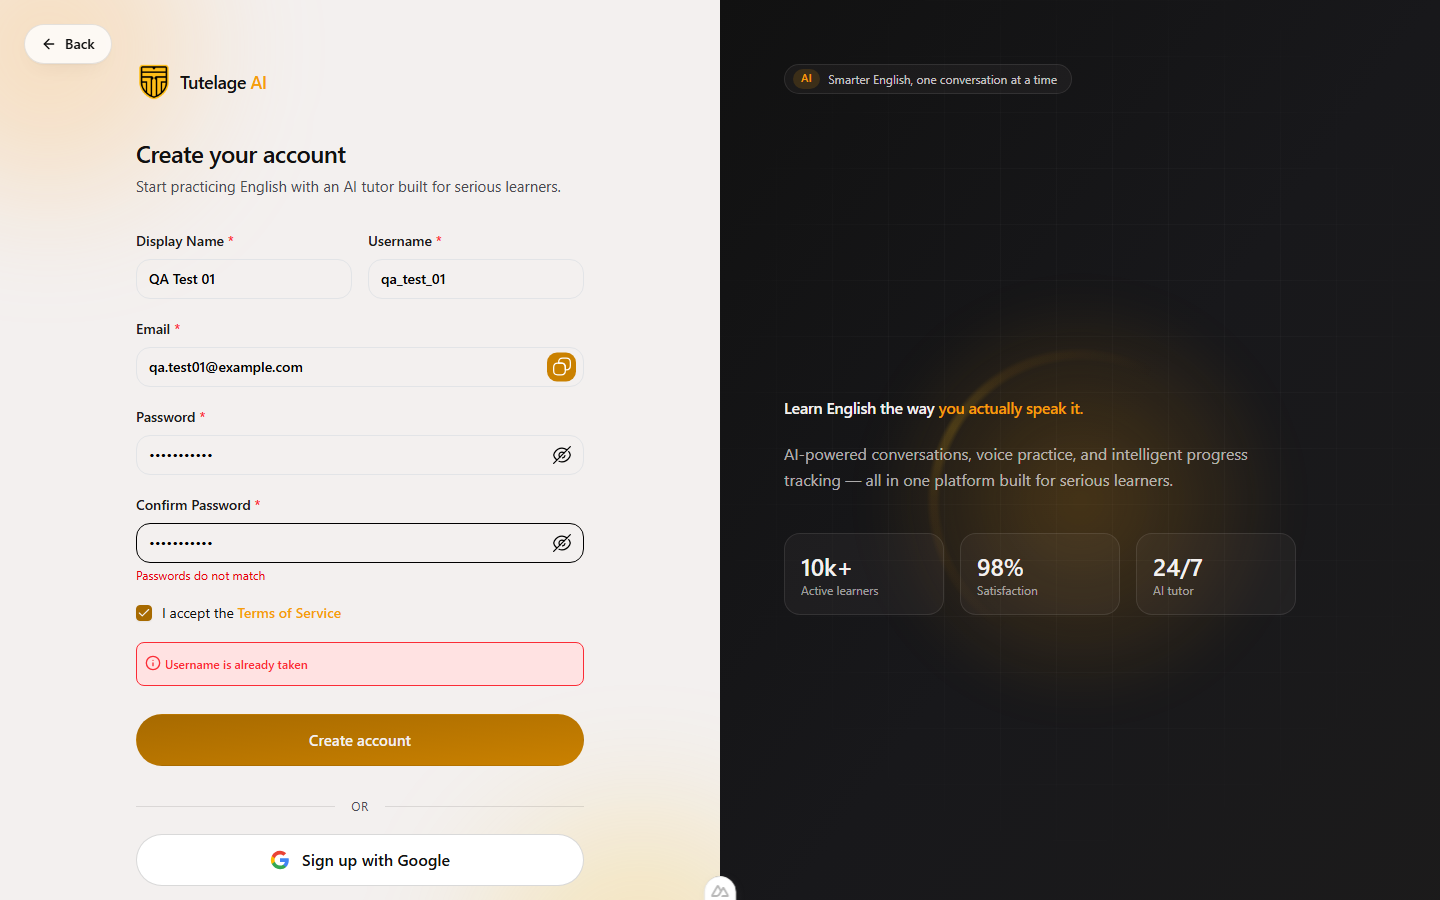 Back
Tutelage AI
Create your account
Start practicing English with an AI tutor built for serious learners.
Display Name *
Username *
QA Test 01
qa_test_01
Email *
qa.test01@example.com
Password *
•••••••••••
Confirm Password *
•••••••••••
Passwords do not match
I accept the Terms of Service
Username is already taken
Create account
OR
Sign up with Google
AI Smarter English, one conversation at a time
Learn English the way you actually speak it.
AI-powered conversations, voice practice, and intelligent progress
tracking — all in one platform built for serious learners.
10k+
Active learners
98%
Satisfaction
24/7
AI tutor